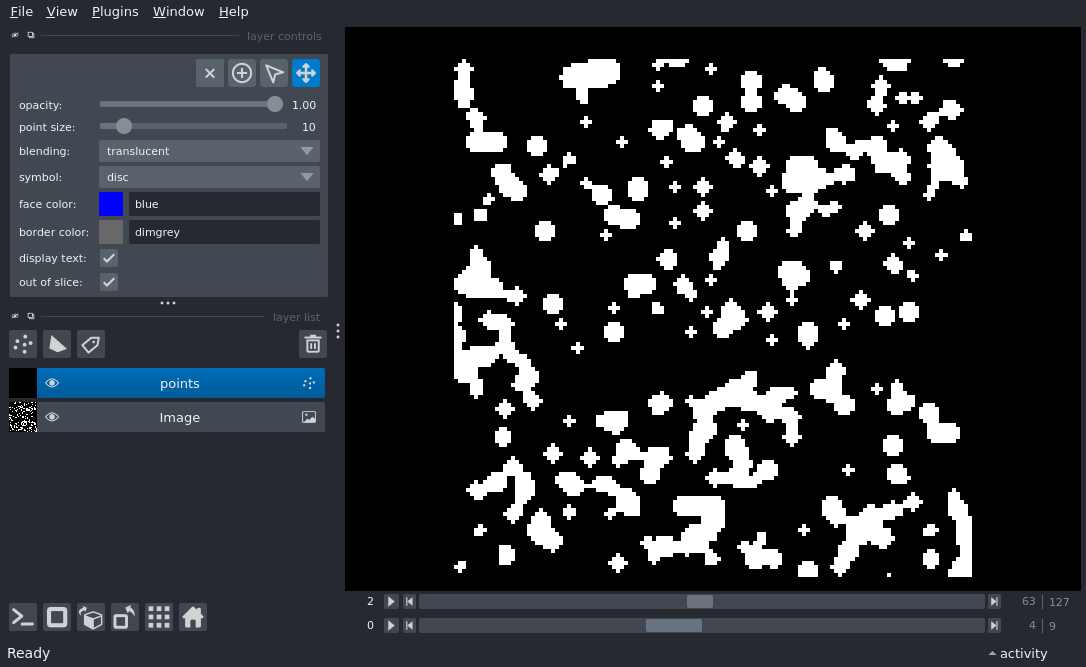 File View Plugins Window Help
layer controls
opacity: 1.00
point size: 10
blending: translucent
symbol: disc
face color: blue
border color: dimgrey
display text:
out of slice:
layer list
points
Image
2 63 127
0 4 9
Ready activity